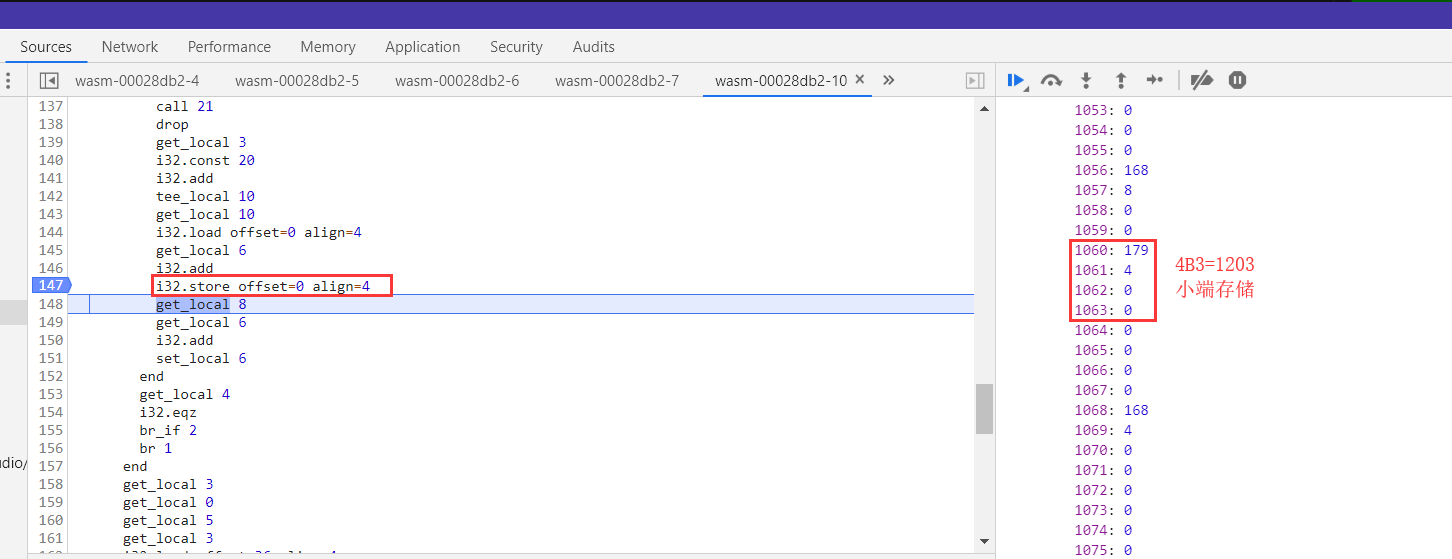 Sources Network Performance Memory Application Security Audits
wasm-00028db2-4 wasm-00028db2-5 wasm-00028db2-6 wasm-00028db2-7 wasm-00028db2-10 × »
137 call 21
138 drop
139 get_local 3
140 i32.const 20
141 i32.add
142 tee_local 10
143 get_local 10
144 i32.load offset=0 align=4
145 get_local 6
146 i32.add
147 i32.store offset=0 align=4
148 get_local 8
149 get_local 6
150 i32.add
151 set_local 6
152 end
153 get_local 4
154 i32.eqz
155 br_if 2
156 br 1
157 end
158 get_local 3
159 get_local 0
160 get_local 5
161 get_local 3
udio/
1053: 0
1054: 0
1055: 0
1056: 168
1057: 8
1058: 0
1059: 0
1060: 179
1061: 4
1062: 0
1063: 0
1064: 0
1065: 0
1066: 0
1067: 0
1068: 168
1069: 4
1070: 0
1071: 0
1072: 0
1073: 0
1074: 0
1075: 0
4B3=1203
小端存储